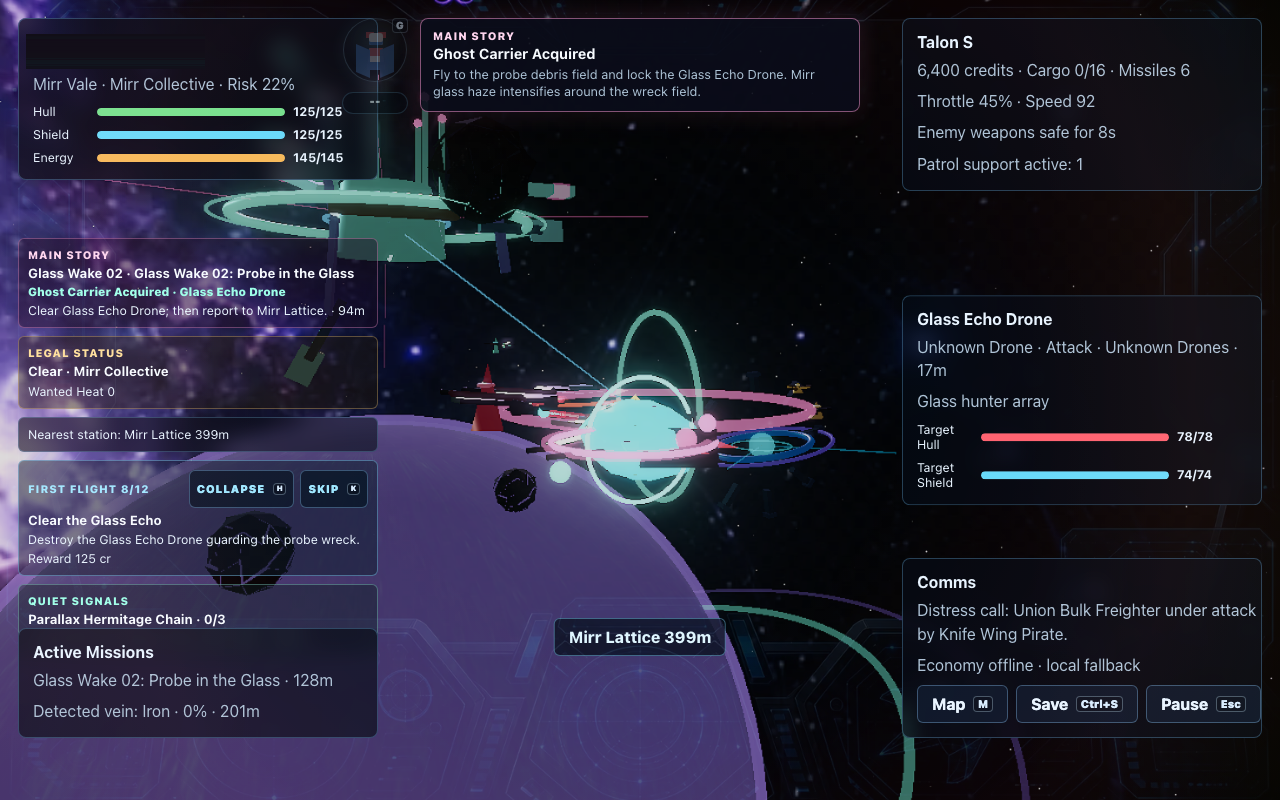 Mirr Vale · Mirr Collective · Risk 22%
Hull 125/125
Shield 125/125
Energy 145/145
G
--
MAIN STORY
Ghost Carrier Acquired
Fly to the probe debris field and lock the Glass Echo Drone. Mirr
glass haze intensifies around the wreck field.
Talon S
6,400 credits · Cargo 0/16 · Missiles 6
Throttle 45% · Speed 92
Enemy weapons safe for 8s
Patrol support active: 1
MAIN STORY
Glass Wake 02 · Glass Wake 02: Probe in the Glass
Ghost Carrier Acquired · Glass Echo Drone
Clear Glass Echo Drone; then report to Mirr Lattice. · 94m
LEGAL STATUS
Clear · Mirr Collective
Wanted Heat 0
Nearest station: Mirr Lattice 399m
FIRST FLIGHT 8/12
COLLAPSE H
SKIP K
Clear the Glass Echo
Destroy the Glass Echo Drone guarding the probe wreck.
Reward 125 cr
QUIET SIGNALS
Parallax Hermitage Chain · 0/3
Active Missions
Glass Wake 02: Probe in the Glass · 128m
Detected vein: Iron · 0% · 201m
Mirr Lattice 399m
Glass Echo Drone
Unknown Drone · Attack · Unknown Drones ·
17m
Glass hunter array
Target
Hull 78/78
Target
Shield 74/74
Comms
Distress call: Union Bulk Freighter under attack
by Knife Wing Pirate.
Economy offline · local fallback
Map M
Save Ctrl+S
Pause Esc